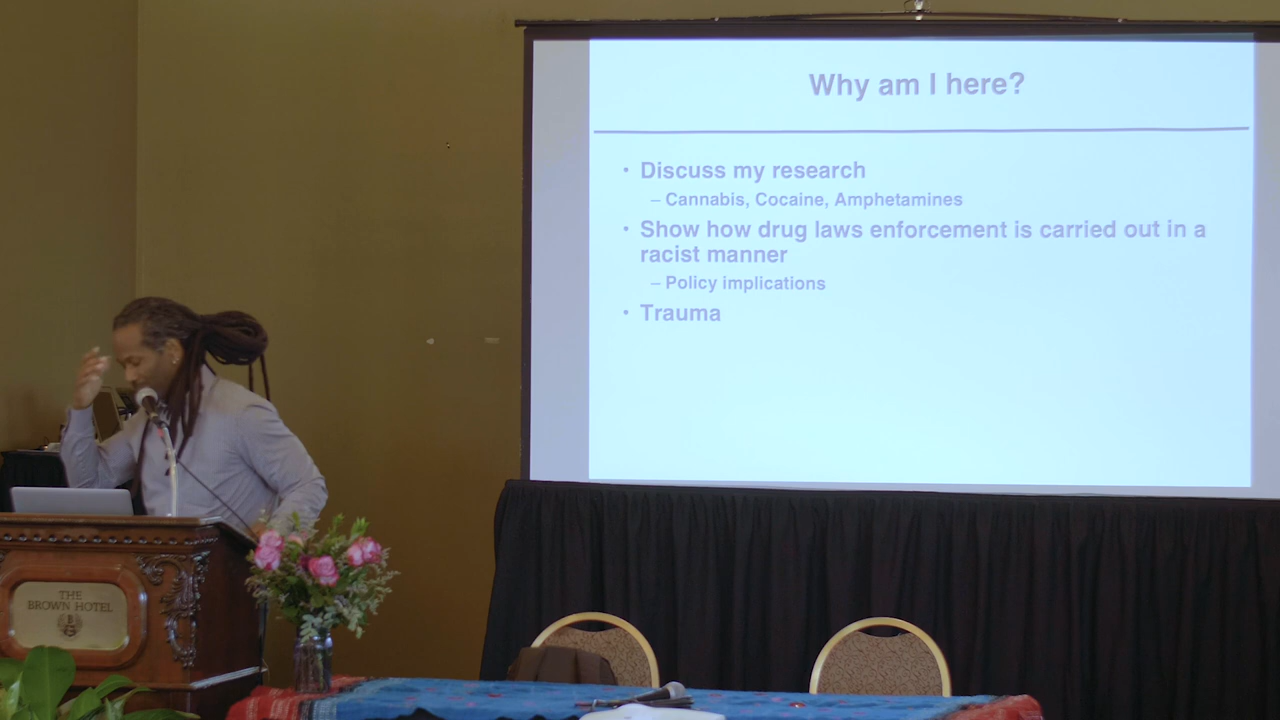 Why am I here?
• Discuss my research
– Cannabis, Cocaine, Amphetamines
• Show how drug laws enforcement is carried out in a
racist manner
– Policy implications
• Trauma
THE
BROWN HOTEL
B